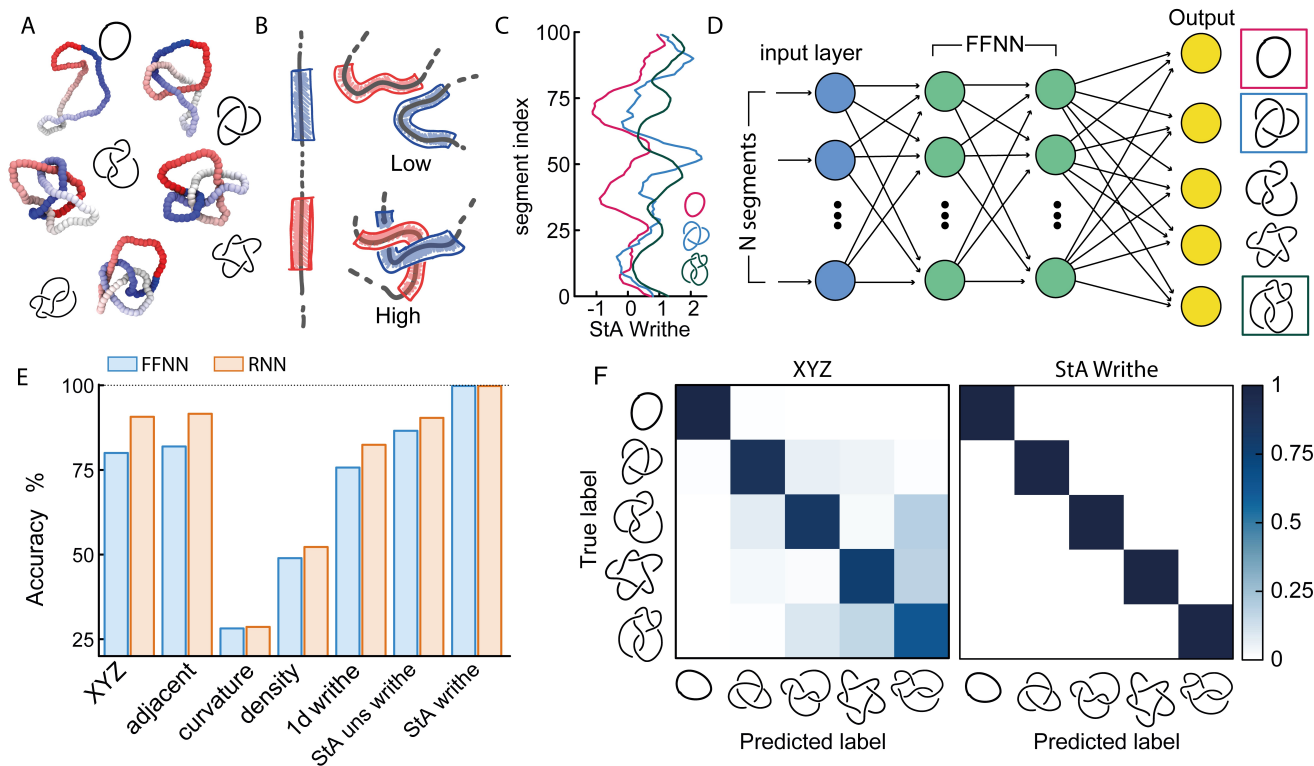 A
B
Low
High
C
100
75
50
25
0
segment index
-1 0 1 2
StA Writhe
D
input layer
FFNN
Output
N segments
E
FFNN RNN
100
75
50
25
Accuracy %
XYZ
adjacent
curvature
density
1d writhe
StA uns writhe
StA writhe
F
XYZ
StA Writhe
True label
Predicted label
Predicted label
1
0.75
0.5
0.25
0